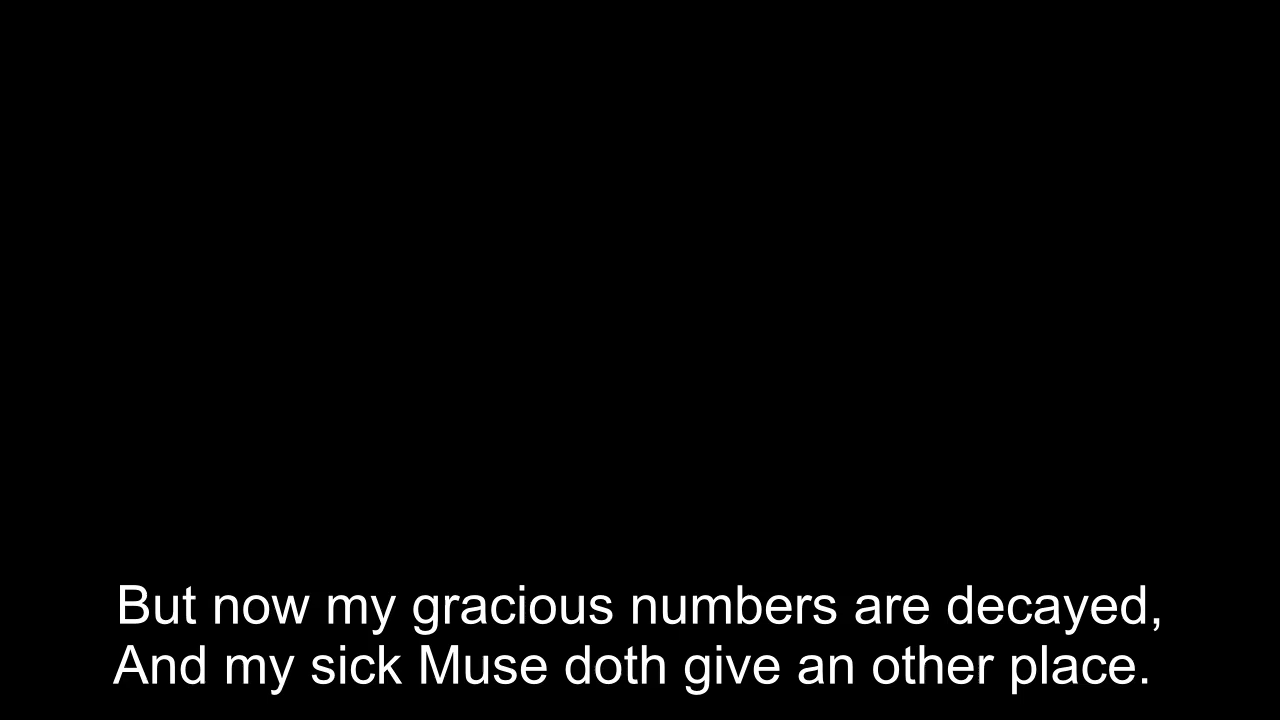 But now my gracious numbers are decayed,
And my sick Muse doth give an other place.